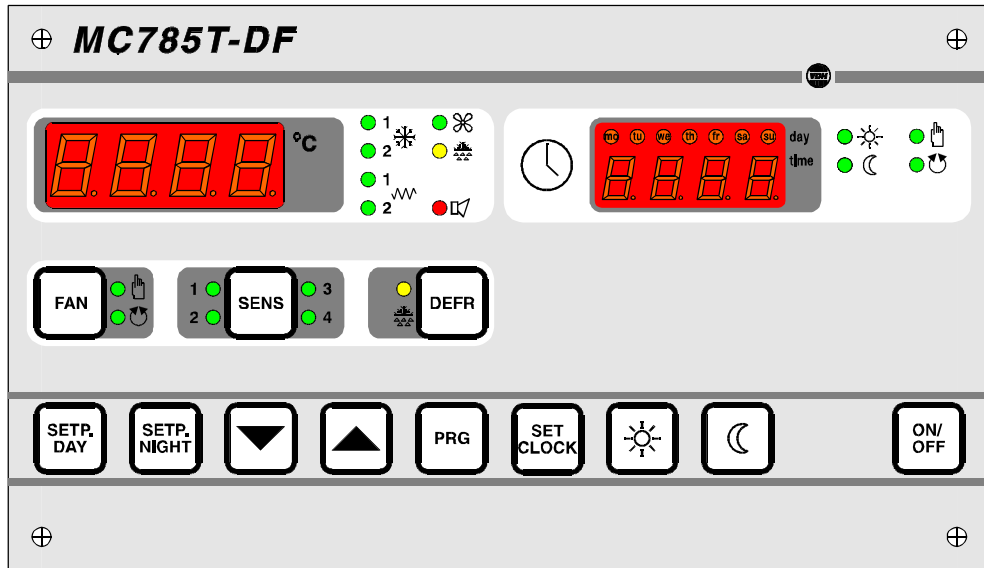 MC785T-DF
°C
1
2
1
2
mo tu we th fr sa su day
time
FAN
1
2
SENS
3
4
DEFR
SETP.
DAY
SETP.
NIGHT
PRG
SET
CLOCK
ON/
OFF